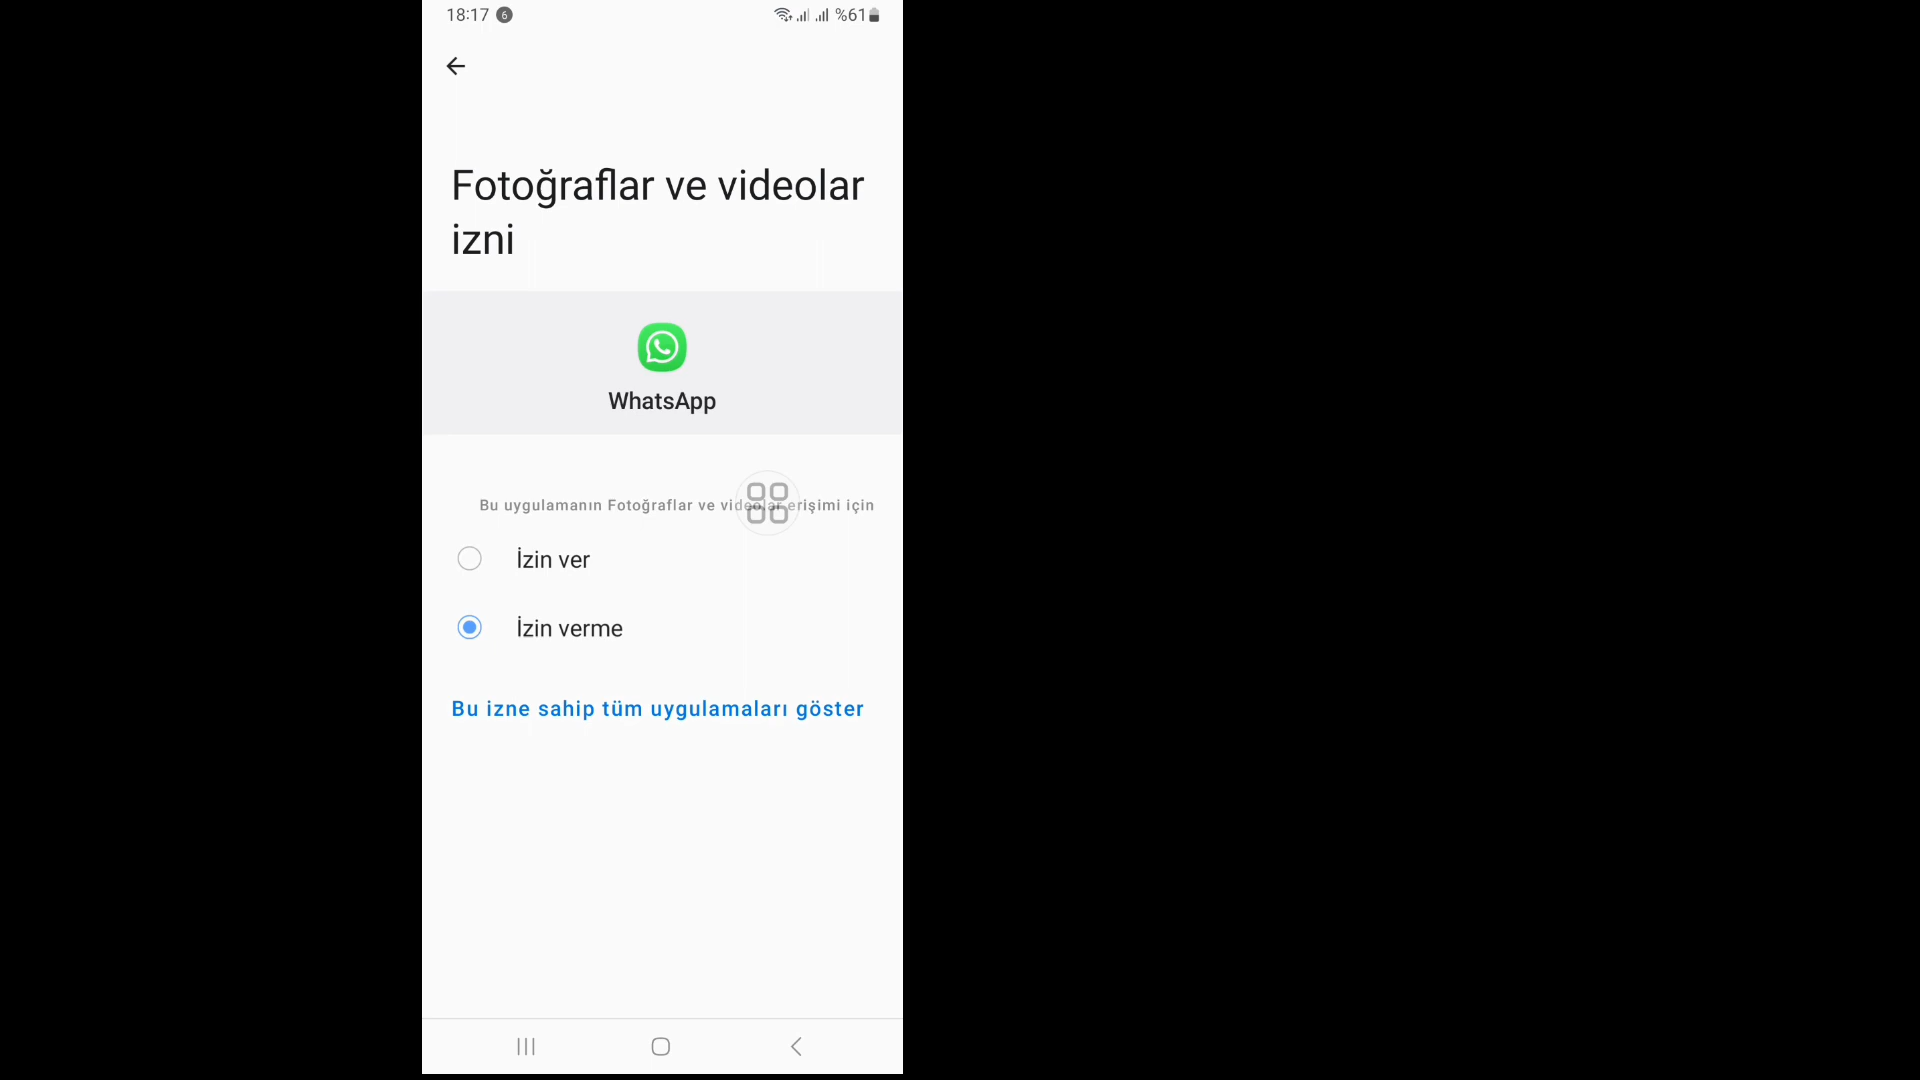 18:17 6 %61
Fotoğraflar ve videolar
izni
WhatsApp
Bu uygulamanın Fotoğraflar ve videolar erişimi için
İzin ver
İzin verme
Bu izne sahip tüm uygulamaları göster